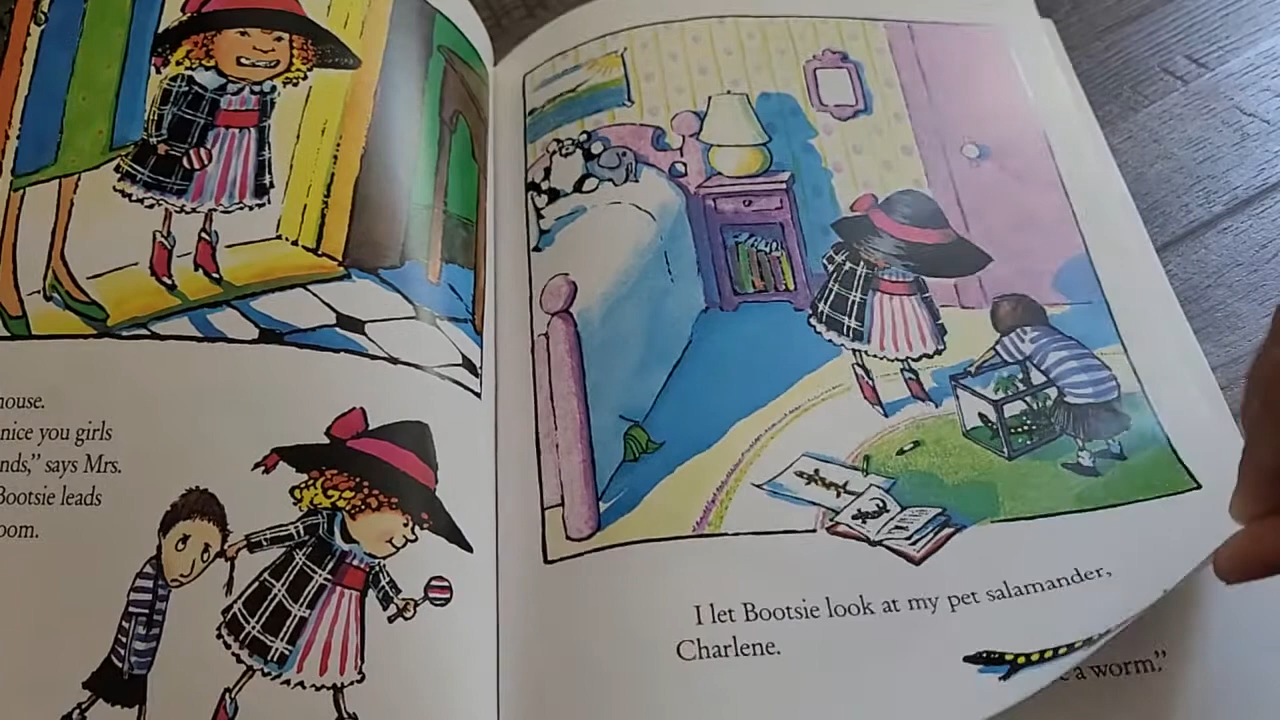 house.
nice you girls
nds,” says Mrs.
Bootsie leads
oom.
I let Bootsie look at my pet salamander,
Charlene.
a worm,”